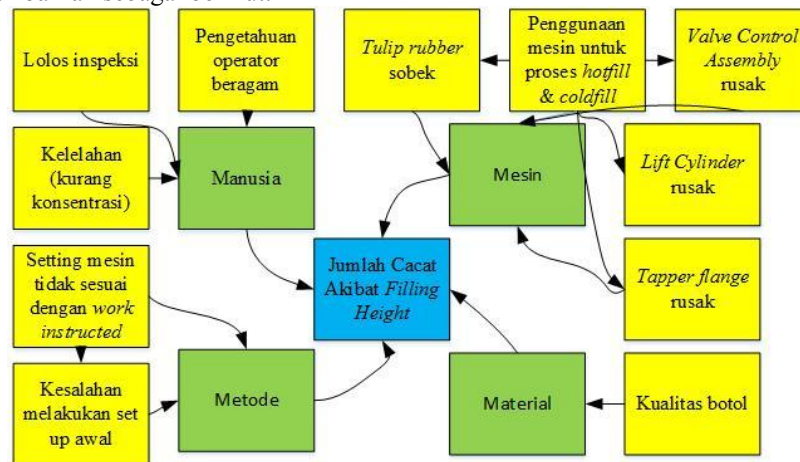 Lolos inspeksi
Pengetahuan
operator
beragam
Tulip rubber
sobek
Penggunaan
mesin untuk
proses hotfill
& coldfill
Valve Control
Assembly
rusak
Kelelahan
(kurang
konsentrasi)
Manusia
Mesin
Lift Cylinder
rusak
Setting mesin
tidak sesuai
dengan work
instructed
Jumlah Cacat
Akibat Filling
Height
Tapper flange
rusak
Kesalahan
melakukan set
up awal
Metode
Material
Kualitas botol